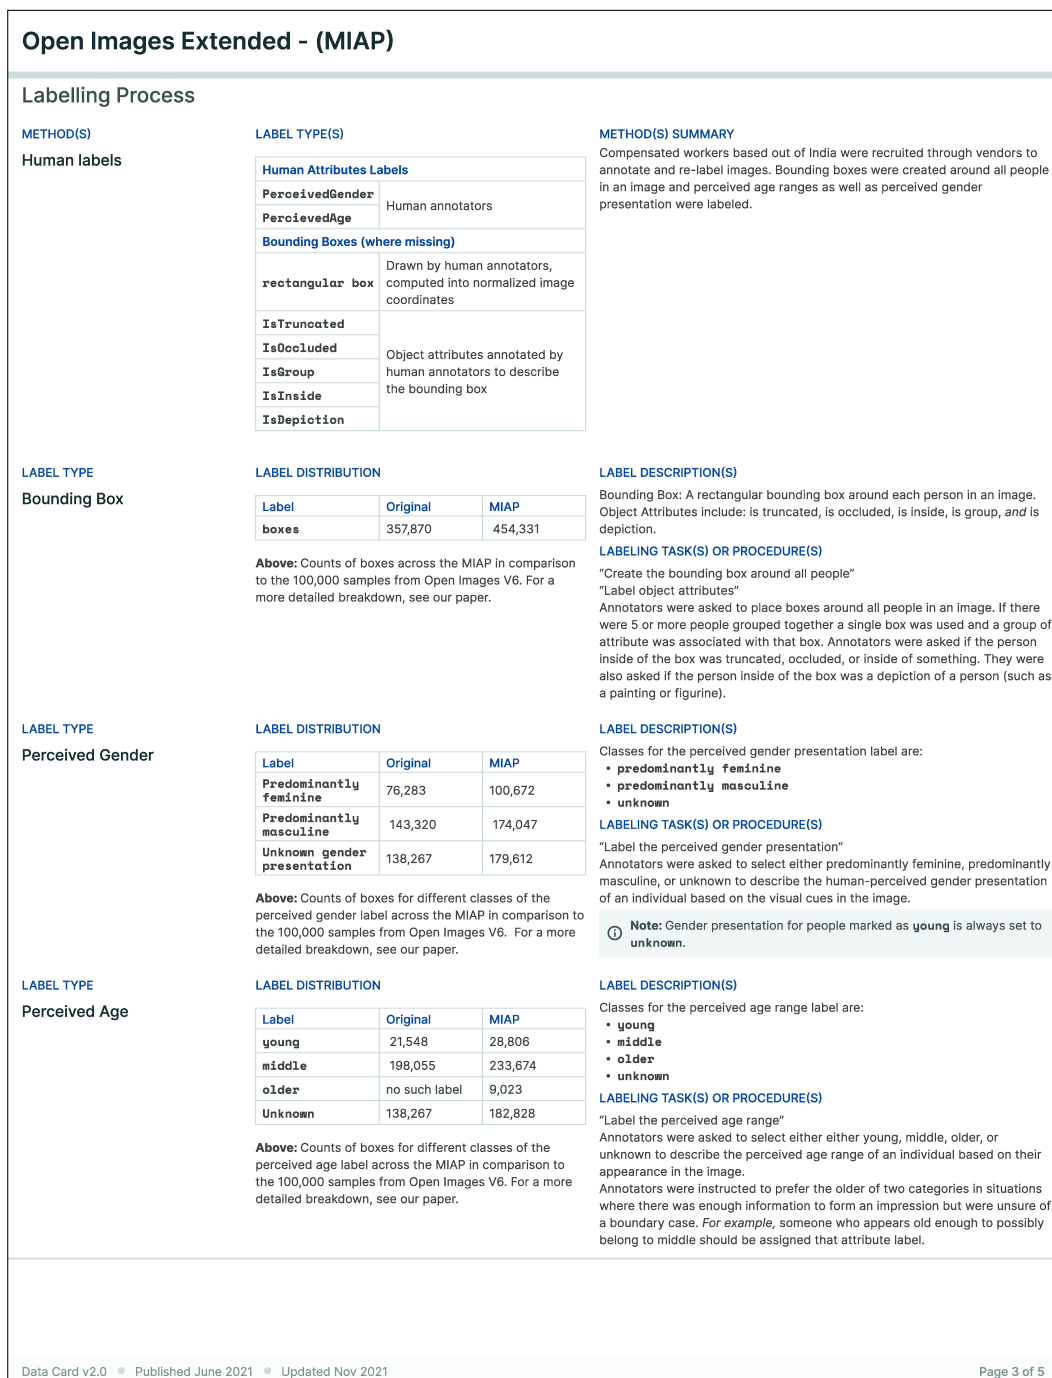 Open Images Extended - (MIAP)
Labelling Process
METHOD(S)
Human labels
LABEL TYPE(S)
Human Attributes Labels
PerceivedGender
PercievedAge
Human annotators
Bounding Boxes (where missing)
rectangular box
Drawn by human annotators,
computed into normalized image
coordinates
IsTruncated
IsOccluded
IsGroup
IsInside
IsDepiction
Object attributes annotated by
human annotators to describe
the bounding box
METHOD(S) SUMMARY
Compensated workers based out of India were recruited through vendors to
annotate and re-label images. Bounding boxes were created around all people
in an image and perceived age ranges as well as perceived gender
presentation were labeled.
LABEL TYPE
Bounding Box
LABEL DISTRIBUTION
Label Original MIAP
boxes 357,870 454,331
Above: Counts of boxes across the MIAP in comparison
to the 100,000 samples from Open Images V6. For a
more detailed breakdown, see our paper.
LABEL DESCRIPTION(S)
Bounding Box: A rectangular bounding box around each person in an image.
Object Attributes include: is truncated, is occluded, is inside, is group, and is
depiction.
LABELING TASK(S) OR PROCEDURE(S)
“Create the bounding box around all people”
“Label object attributes”
Annotators were asked to place boxes around all people in an image. If there
were 5 or more people grouped together a single box was used and a group of
attribute was associated with that box. Annotators were asked if the person
inside of the box was truncated, occluded, or inside of something. They were
also asked if the person inside of the box was a depiction of a person (such as
a painting or figurine).
LABEL TYPE
Perceived Gender
LABEL DISTRIBUTION
Label Original MIAP
Predominantly
feminine 76,283 100,672
Predominantly
masculine 143,320 174,047
Unknown gender
presentation 138,267 179,612
Above: Counts of boxes for different classes of the
perceived gender label across the MIAP in comparison to
the 100,000 samples from Open Images V6. For a more
detailed breakdown, see our paper.
LABEL DESCRIPTION(S)
Classes for the perceived gender presentation label are:
• predominantly feminine
• predominantly masculine
• unknown
LABELING TASK(S) OR PROCEDURE(S)
“Label the perceived gender presentation”
Annotators were asked to select either predominantly feminine, predominantly
masculine, or unknown to describe the human-perceived gender presentation
of an individual based on the visual cues in the image.
Note: Gender presentation for people marked as young is always set to
unknown.
LABEL TYPE
Perceived Age
LABEL DISTRIBUTION
Label Original MIAP
young 21,548 28,806
middle 198,055 233,674
older no such label 9,023
Unknown 138,267 182,828
Above: Counts of boxes for different classes of the
perceived age label across the MIAP in comparison to
the 100,000 samples from Open Images V6. For a more
detailed breakdown, see our paper.
LABEL DESCRIPTION(S)
Classes for the perceived age range label are:
• young
• middle
• older
• unknown
LABELING TASK(S) OR PROCEDURE(S)
“Label the perceived age range”
Annotators were asked to select either either young, middle, older, or
unknown to describe the perceived age range of an individual based on their
appearance in the image.
Annotators were instructed to prefer the older of two categories in situations
where there was enough information to form an impression but were unsure of
a boundary case. For example, someone who appears old enough to possibly
belong to middle should be assigned that attribute label.
Data Card v2.0 • Published June 2021 • Updated Nov 2021
Page 3 of 5